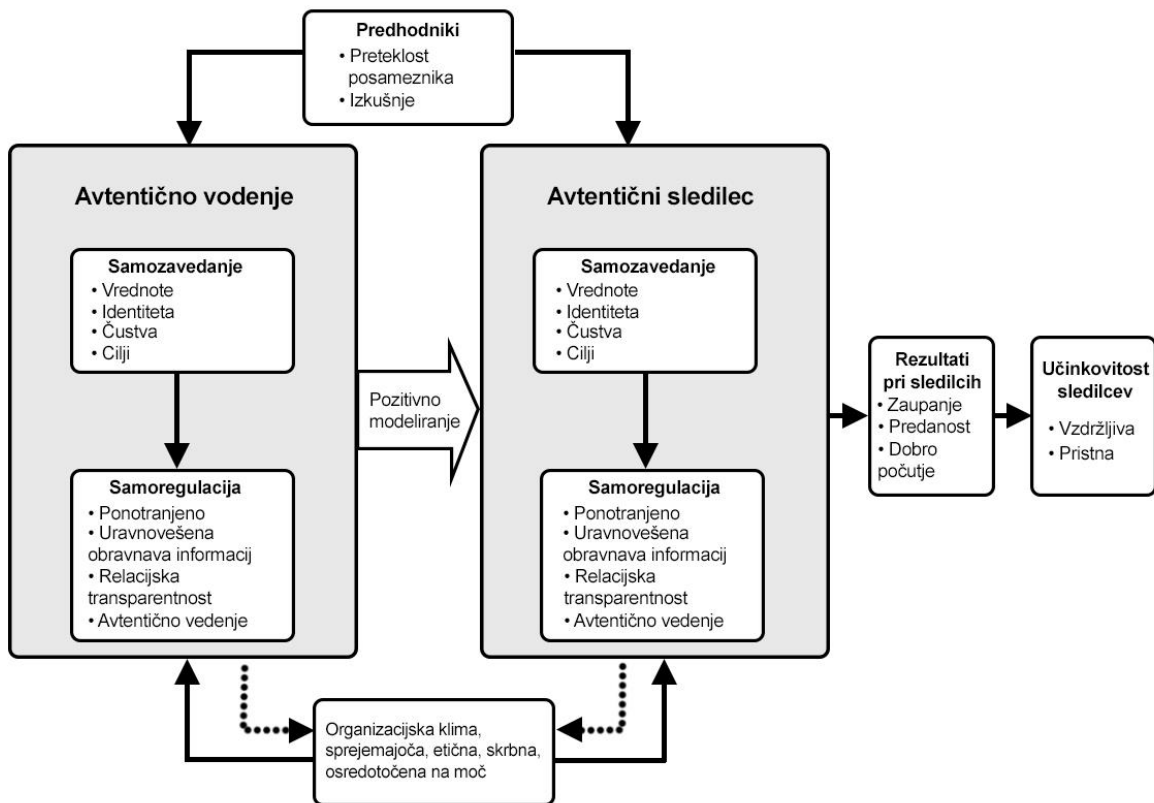 Predhodniki
• Preteklost
posameznika
• Izkušnje
Avtentično vodenje
Samozavedanje
• Vrednote
• Identiteta
• Čustva
• Cilji
Samoregulacija
• Ponotranjeno
• Uravnovešena
obravnava informacij
• Relacijska
transparentnost
• Avtentično vedenje
Pozitivno
modeliranje
Avtentični sledilec
Samozavedanje
• Vrednote
• Identiteta
• Čustva
• Cilji
Samoregulacija
• Ponotranjeno
• Uravnovešena
obravnava informacij
• Relacijska
transparentnost
• Avtentično vedenje
Rezultati
pri sledilcih
• Zaupanje
• Predanost
• Dobro
počutje
Učinkovitost
sledilcev
• Vzdržljiva
• Pristna
Organizacijska klima,
sprejemajoča, etična, skrbna,
osredotočena na moč